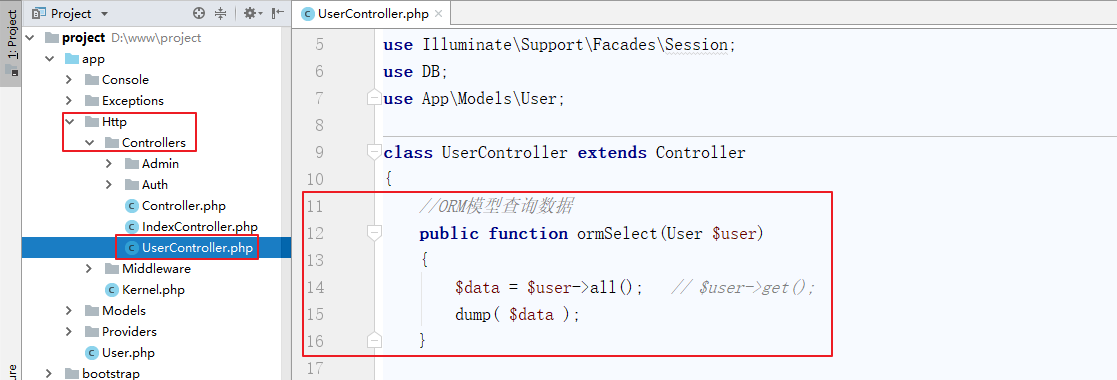 Project
UserController.php
1: Project
project D:\www\project
app
Console
Exceptions
Http
Controllers
Admin
Auth
Controller.php
IndexController.php
UserController.php
Middleware
Kernel.php
Models
Providers
User.php
bootstrap
5 use Illuminate\Support\Facades\Session;
6 use DB;
7 use App\Models\User;
8
9 class UserController extends Controller
10 {
11 //ORM模型查询数据
12 public function ormSelect(User $user)
13 {
14 $data = $user->all(); // $user->get();
15 dump( $data );
16 }
17